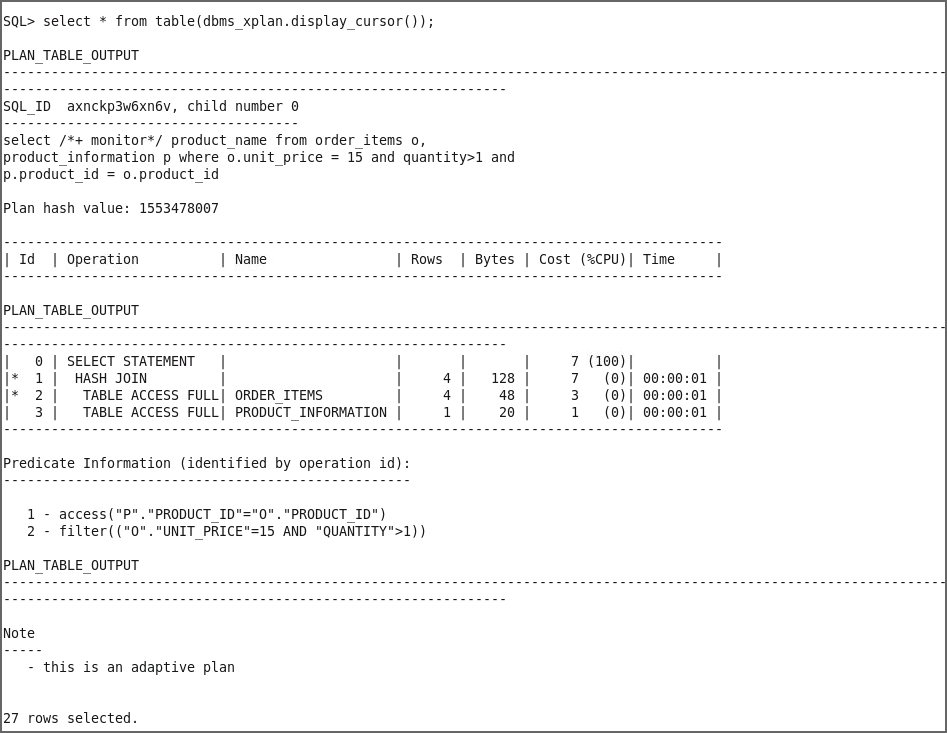 SQL> select * from table(dbms_xplan.display_cursor());

PLAN_TABLE_OUTPUT
----------------------------------------------------------------------------------------------------------------------
---------------------------------------------------------------
SQL_ID  axnckp3w6xn6v, child number 0
-------------------------------------
select /*+ monitor*/ product_name from order_items o,
product_information p where o.unit_price = 15 and quantity>1 and
p.product_id = o.product_id

Plan hash value: 1553478007

------------------------------------------------------------------------------------------
| Id  | Operation          | Name                | Rows  | Bytes | Cost (%CPU)| Time     |
------------------------------------------------------------------------------------------

PLAN_TABLE_OUTPUT
----------------------------------------------------------------------------------------------------------------------
---------------------------------------------------------------
|   0 | SELECT STATEMENT   |                     |       |       |     7 (100)|          |
|*  1 |  HASH JOIN         |                     |     4 |   128 |     7   (0)| 00:00:01 |
|*  2 |   TABLE ACCESS FULL| ORDER_ITEMS         |     4 |    48 |     3   (0)| 00:00:01 |
|   3 |   TABLE ACCESS FULL| PRODUCT_INFORMATION |     1 |    20 |     1   (0)| 00:00:01 |
------------------------------------------------------------------------------------------

Predicate Information (identified by operation id):
---------------------------------------------------

   1 - access("P"."PRODUCT_ID"="O"."PRODUCT_ID")
   2 - filter(("O"."UNIT_PRICE"=15 AND "QUANTITY">1))

PLAN_TABLE_OUTPUT
----------------------------------------------------------------------------------------------------------------------
---------------------------------------------------------------

Note
-----
   - this is an adaptive plan


27 rows selected.